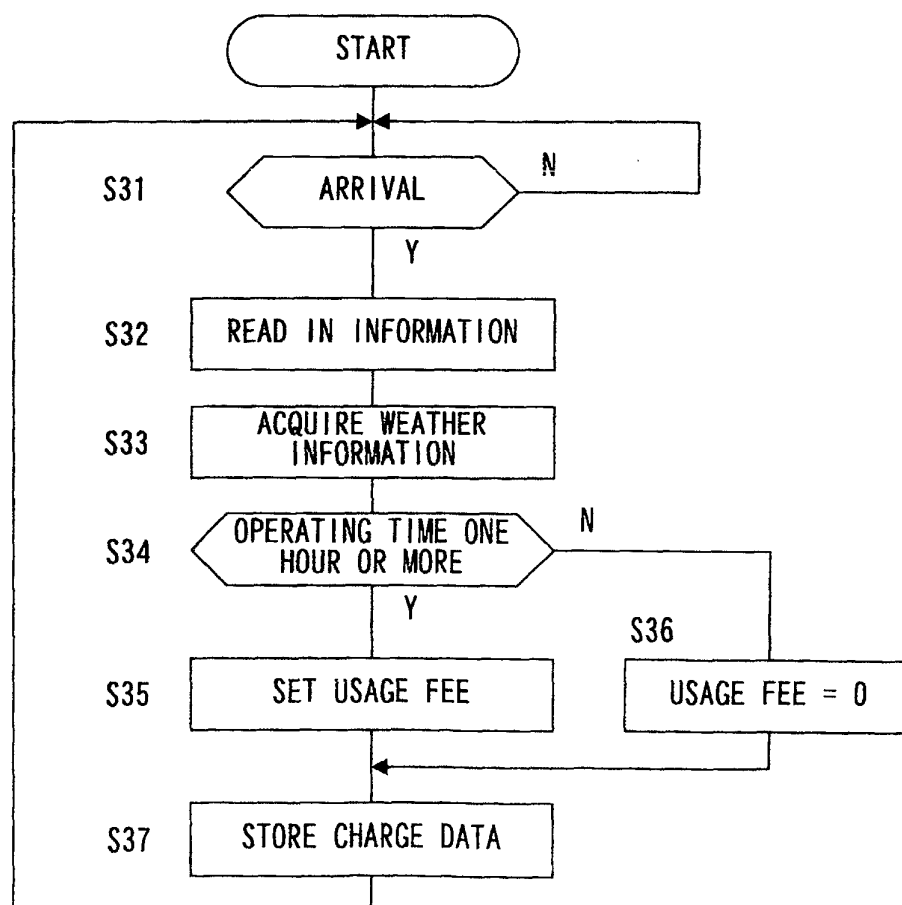 START
S31
ARRIVAL
N
Y
S32
READ IN INFORMATION
S33
ACQUIRE WEATHER
INFORMATION
S34
OPERATING TIME ONE
HOUR OR MORE
N
Y
S36
S35
SET USAGE FEE
USAGE FEE = 0
S37
STORE CHARGE DATA